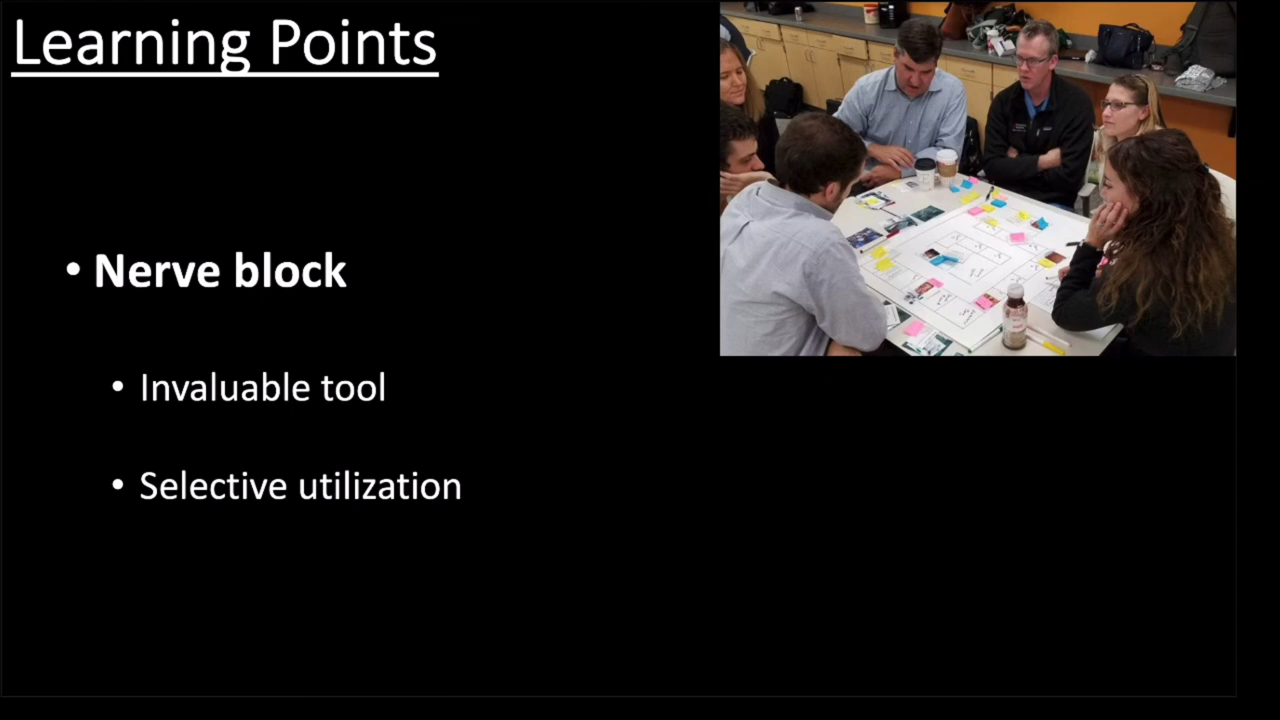 Learning Points
• Nerve block
• Invaluable tool
• Selective utilization